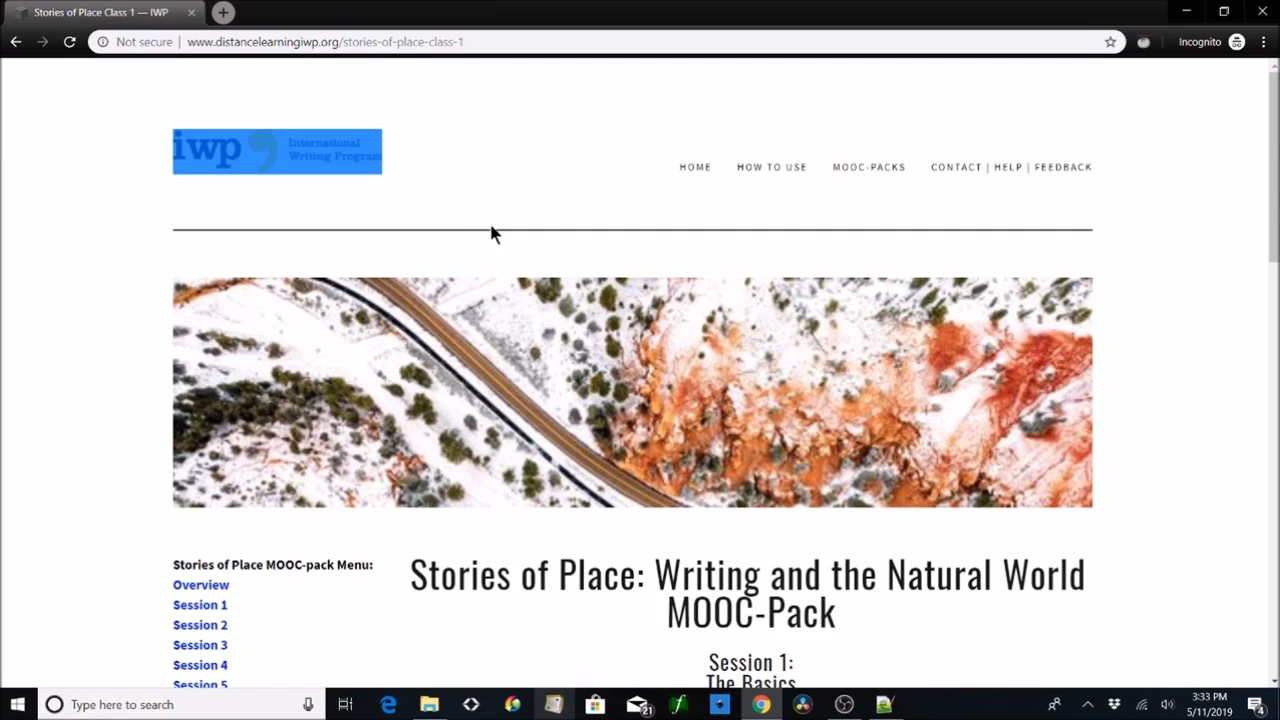 Stories of Place Class 1 — IWP
Not secure
www.distancelearningiwp.org/stories-of-place-class-1
Incognito
iwp
International
Writing Program
HOME
HOW TO USE
MOOC-PACKS
CONTACT | HELP | FEEDBACK
Stories of Place MOOC-pack Menu:
Overview
Session 1
Session 2
Session 3
Session 4
Session 5
Stories of Place: Writing and the Natural World
MOOC-Pack
Session 1:
The Basics
Type here to search
21
3:33 PM
5/11/2019
4